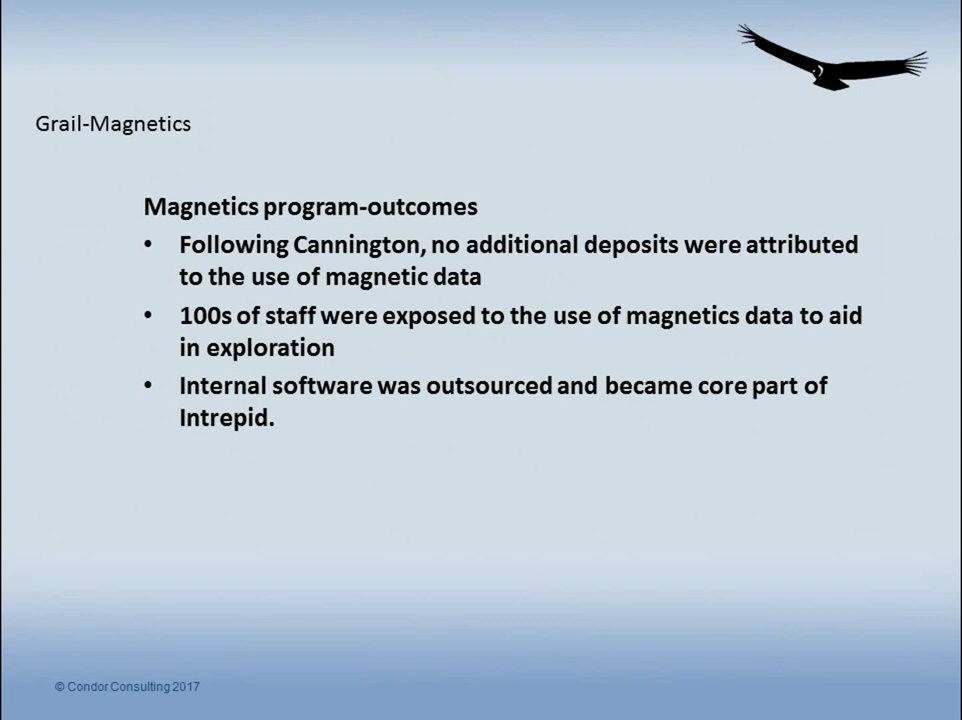 Grail-Magnetics
Magnetics program-outcomes
• Following Cannington, no additional deposits were attributed
to the use of magnetic data
• 100s of staff were exposed to the use of magnetics data to aid
in exploration
• Internal software was outsourced and became core part of
Intrepid.
© Condor Consulting 2017